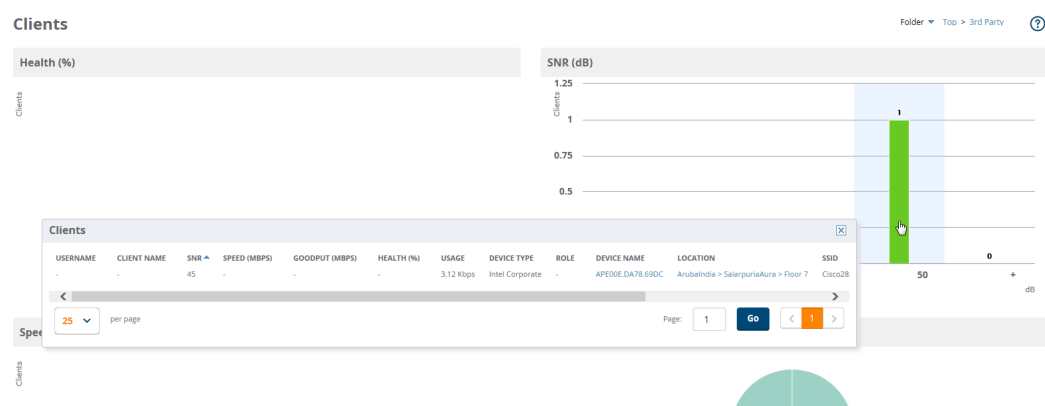 Clients
Folder Top > 3rd Party
?
Health (%)
SNR (dB)
Clients
Clients
1.25
1
0.75
0.5
1
0
50
+
dB
Clients
USERNAME CLIENT NAME SNR SPEED (MBPS) GOODPUT (MBPS) HEALTH (%) USAGE DEVICE TYPE ROLE DEVICE NAME LOCATION SSID
- - 45 - - - 3.12 Kbps Intel Corporate - APE00E.DA78.69DC ArubaIndia > SalarpuriaAura > Floor 7 Cisco28
25 per page
Page: 1 Go < 1 >
Spee
Clients